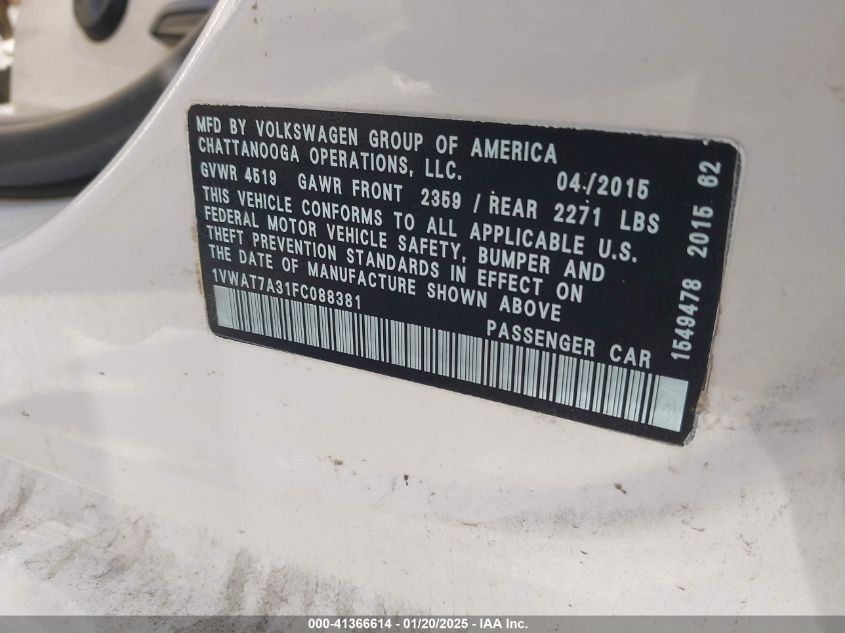 MFD BY VOLKSWAGEN GROUP OF AMERICA
CHATTANOOGA OPERATIONS, LLC.
04/2015
GVWR 4519 GAWR FRONT 2359 / REAR 2271 LBS
THIS VEHICLE CONFORMS TO ALL APPLICABLE U.S.
FEDERAL MOTOR VEHICLE SAFETY, BUMPER AND
THEFT PREVENTION STANDARDS IN EFFECT ON
THE DATE OF MANUFACTURE SHOWN ABOVE
1VWAT7A31FC088381
PASSENGER CAR
1549478 2015 62
000-41366614 - 01/20/2025 - IAA Inc.